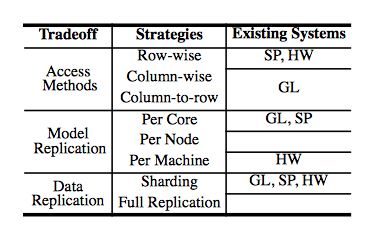 Tradeoff Strategies Existing Systems
Access Methods Row-wise SP, HW
Column-wise GL
Column-to-row
Model Replication Per Core GL, SP
Per Node
Per Machine HW
Data Replication Sharding GL, SP, HW
Full Replication